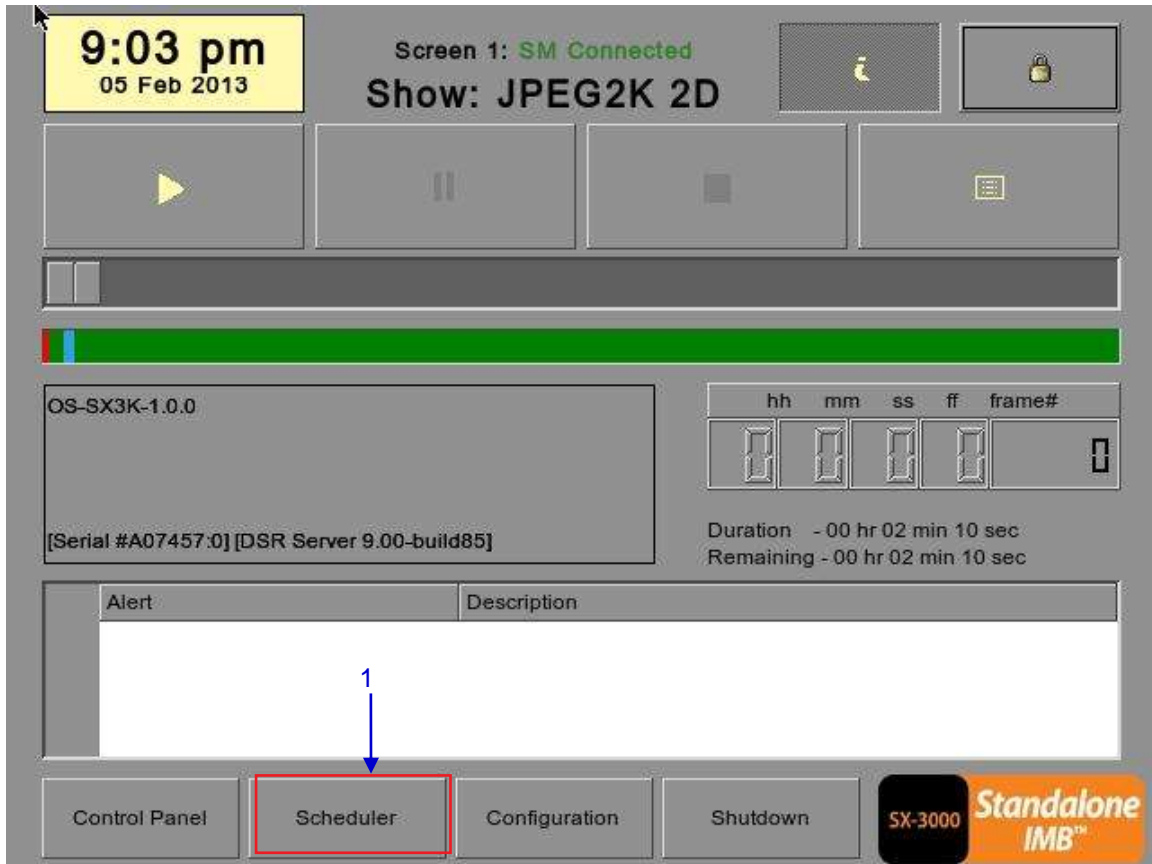 9:03 pm
05 Feb 2013
Screen 1: SM Connected
Show: JPEG2K 2D
i
OS-SX3K-1.0.0
[Serial #A07457:0] [DSR Server 9.00-build85]
hh mm ss ff frame#
0 0 0 0 0
Duration - 00 hr 02 min 10 sec
Remaining - 00 hr 02 min 10 sec
Alert Description
1
Control Panel Scheduler Configuration Shutdown
SX-3000 Standalone
IMB™